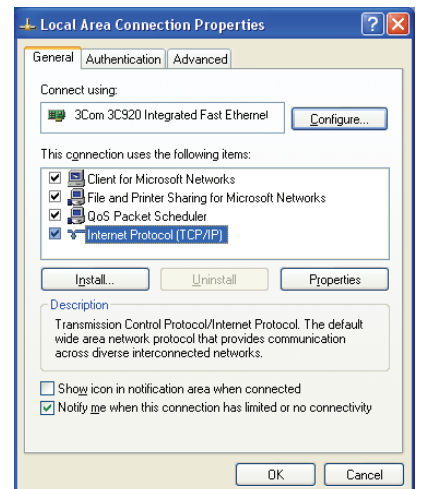 Local Area Connection Properties
General Authentication Advanced
Connect using:
3Com 3C920 Integrated Fast Ethernet Configure...
This connection uses the following items:
Client for Microsoft Networks
File and Printer Sharing for Microsoft Networks
QoS Packet Scheduler
Internet Protocol (TCP/IP)
Install... Uninstall Properties
Description
Transmission Control Protocol/Internet Protocol. The default
wide area network protocol that provides communication
across diverse interconnected networks.
Show icon in notification area when connected
Notify me when this connection has limited or no connectivity
OK Cancel